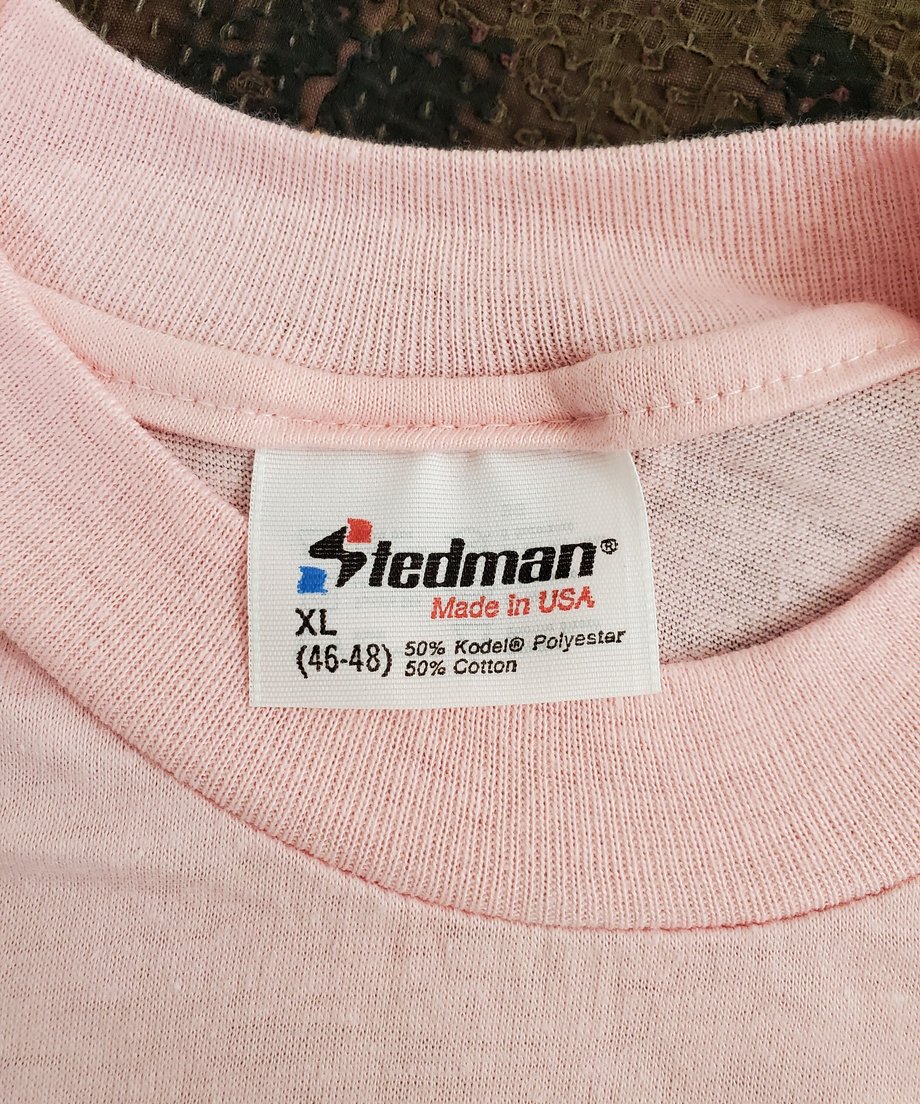 Stedman®
Made in USA
XL
(46-48)
50% Kodel® Polyester
50% Cotton